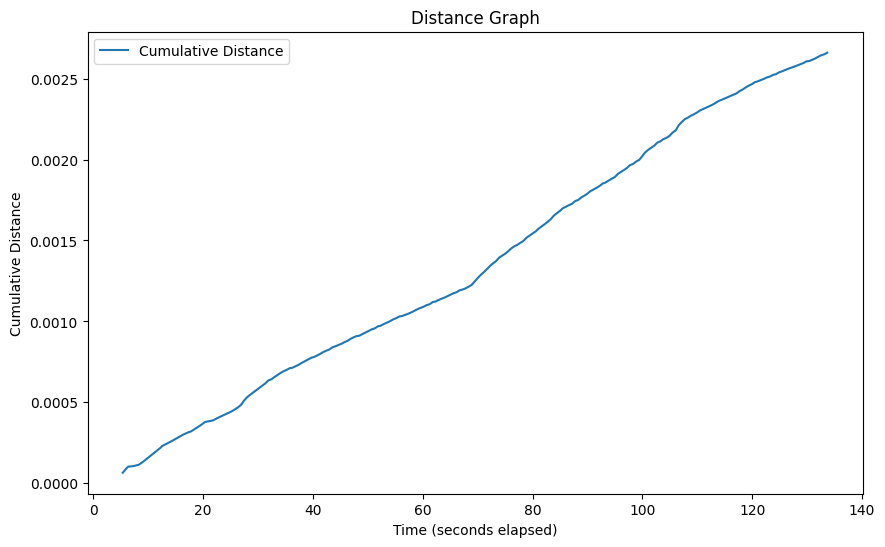 Distance Graph
Cumulative Distance
0.0025
0.0020
0.0015
0.0010
0.0005
0.0000
Cumulative Distance
0 20 40 60 80 100 120 140
Time (seconds elapsed)